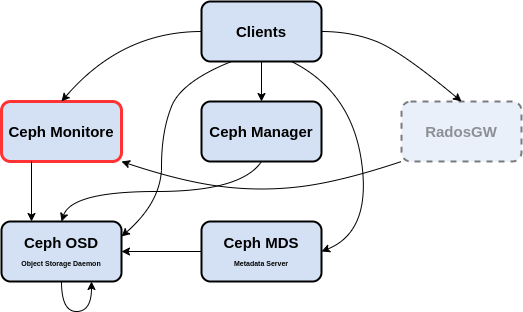 Clients
Ceph Monitore
Ceph Manager
RadosGW
Ceph OSD
Object Storage Daemon
Ceph MDS
Metadata Server